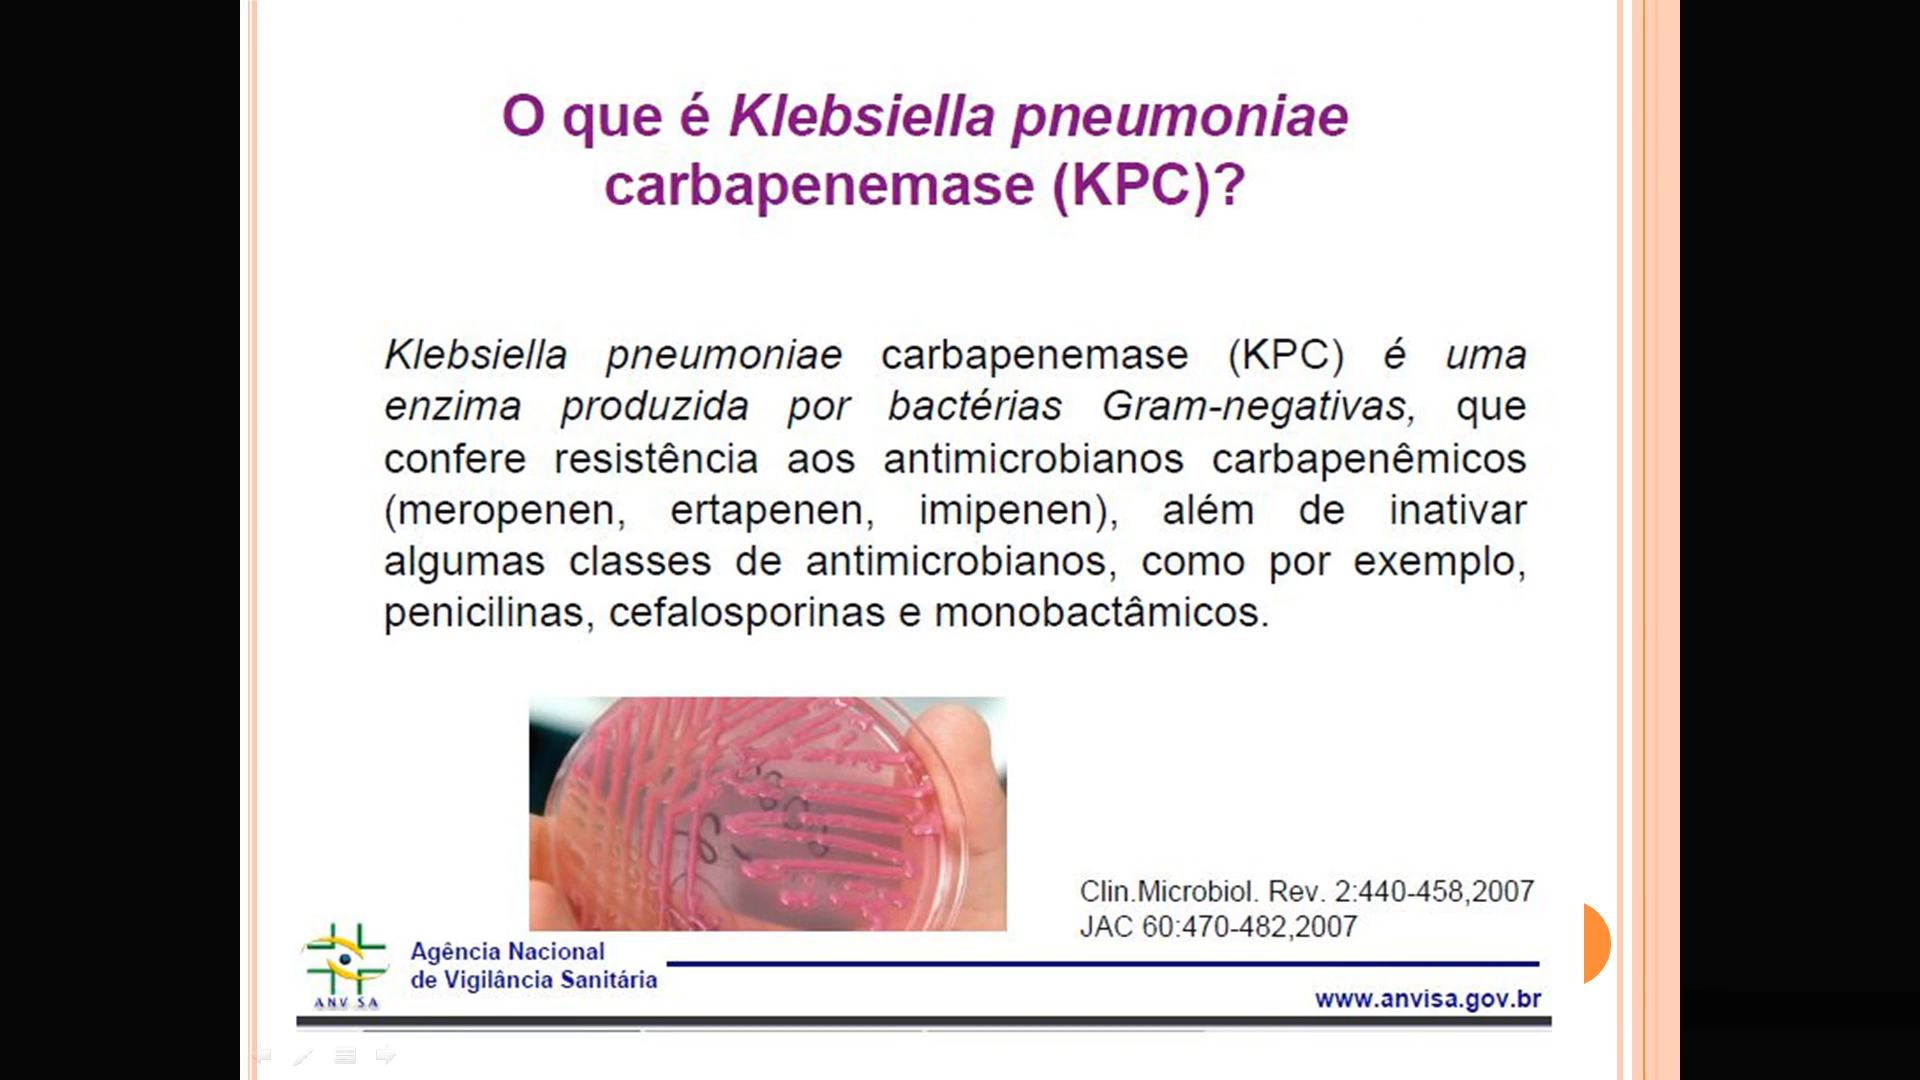 O que é Klebsiella pneumoniae
carbapenemase (KPC)?
Klebsiella pneumoniae carbapenemase (KPC) é uma
enzima produzida por bactérias Gram-negativas, que
confere resistência aos antimicrobianos carbapenêmicos
(meropenen, ertapenen, imipenen), além de inativar
algumas classes de antimicrobianos, como por exemplo,
penicilinas, cefalosporinas e monobactâmicos.
Clin.Microbiol. Rev. 2:440-458,2007
JAC 60:470-482,2007
Agência Nacional
de Vigilância Sanitária
ANVISA
www.anvisa.gov.br